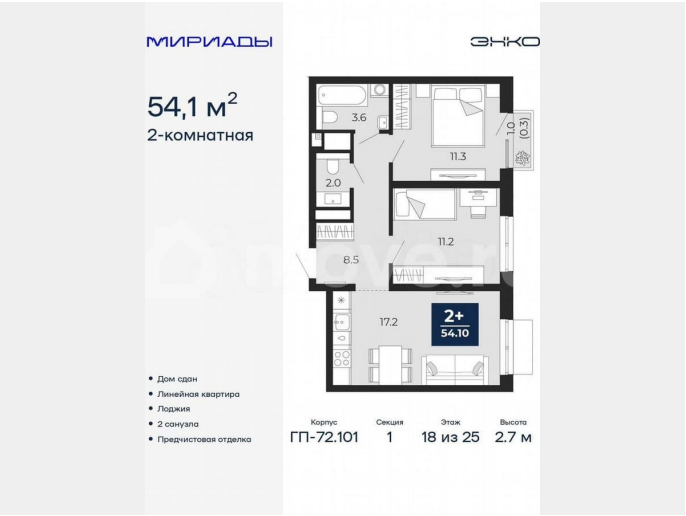 МИРИАДЫ
ЭНКО
54,1 м²
2-комнатная
3.6
1.0
(0.3)
11.3
2.0
11.2
8.5
move.ru
17.2
2+
54.10
Дом сдан
Линейная квартира
Лоджия
2 санузла
Предчистовая отделка
Корпус Секция Этаж Высота
ГП-72.101 1 18 из 25 2.7 м